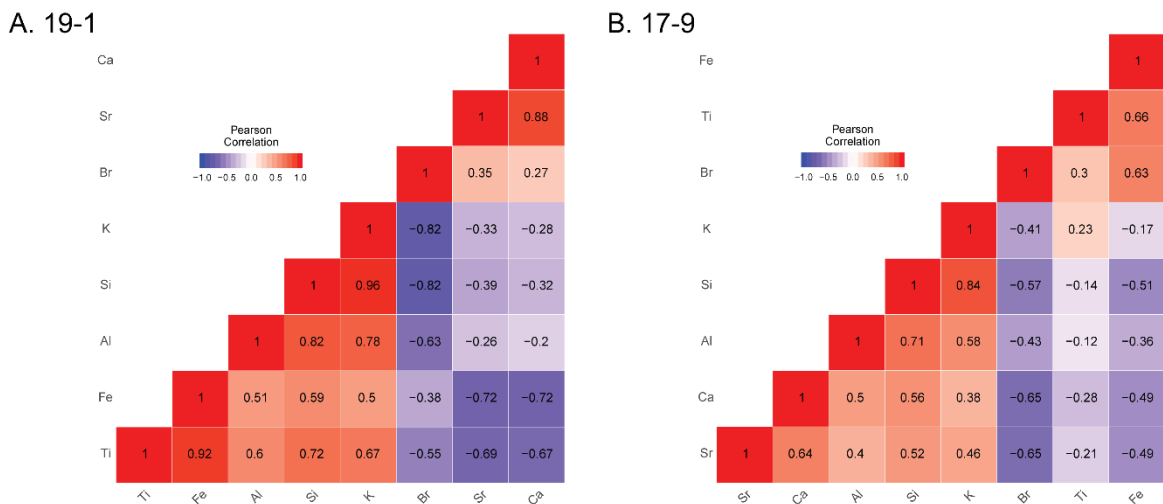 A. 19-1
Ca 1
Sr 1 0.88
Pearson
Correlation
−1.0 −0.5 0.0 0.5 1.0
Br 1 0.35 0.27
K 1 −0.82 −0.33 −0.28
Si 1 0.96 −0.82 −0.39 −0.32
Al 1 0.82 0.78 −0.63 −0.26 −0.2
Fe 1 0.51 0.59 0.5 −0.38 −0.72 −0.72
Ti 1 0.92 0.6 0.72 0.67 −0.55 −0.69 −0.67
Ti Fe Al Si K Br Sr Ca
B. 17-9
Fe 1
Ti 1 0.66
Pearson
Correlation
−1.0 −0.5 0.0 0.5 1.0
Br 1 0.3 0.63
K 1 −0.41 0.23 −0.17
Si 1 0.84 −0.57 −0.14 −0.51
Al 1 0.71 0.58 −0.43 −0.12 −0.36
Ca 1 0.5 0.56 0.38 −0.65 −0.28 −0.49
Sr 1 0.64 0.4 0.52 0.46 −0.65 −0.21 −0.49
Sr Ca Al Si K Br Ti Fe